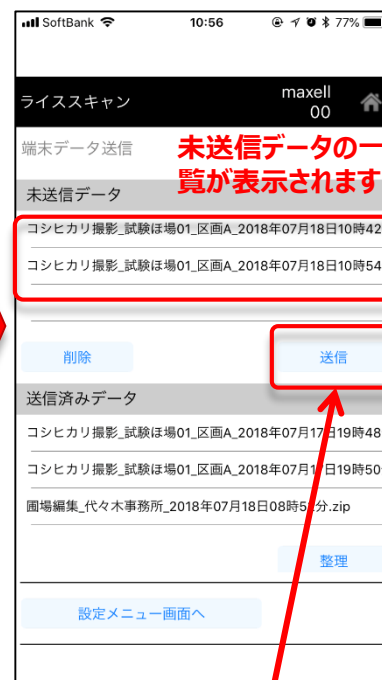 SoftBank 10:56 77%
ライススキャン
maxell
00
端末データ送信
未送信データの一
覧が表示されます
未送信データ
コシヒカリ撮影_試験ほ場01_区画A_2018年07月18日10時42
コシヒカリ撮影_試験ほ場01_区画A_2018年07月18日10時54
削除 送信
送信済みデータ
コシヒカリ撮影_試験ほ場01_区画A_2018年07月17日19時48
コシヒカリ撮影_試験ほ場01_区画A_2018年07月17日19時50
圃場編集_代々木事務所_2018年07月18日08時5 分.zip
整理
設定メニュー画面へ